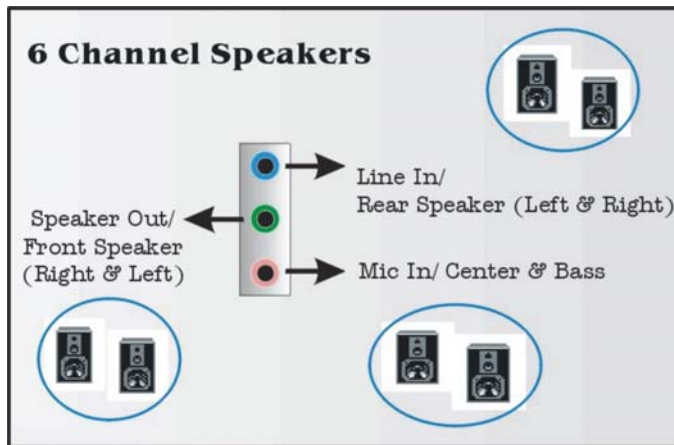 6 Channel Speakers
Line In/
Rear Speaker (Left & Right)
Speaker Out/
Front Speaker
(Right & Left)
Mic In/ Center & Bass